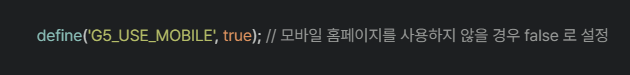 define('G5_USE_MOBILE', true); // 모바일 홈페이지를 사용하지 않을 경우 false 로 설정